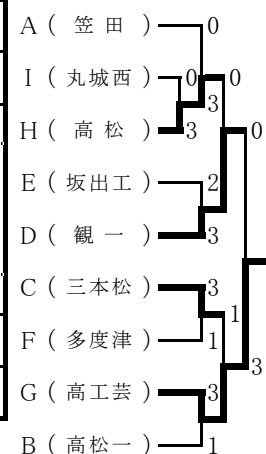 A ( 笠 田 ) 0
I ( 丸城西 ) 0 0
3
H ( 高 松 ) 3 0
E ( 坂出工 ) 2
D ( 観 一 ) 3
C ( 三本松 ) 3
1
F ( 多度津 ) 1
3
G ( 高工芸 ) 3
B ( 高松一 ) 1